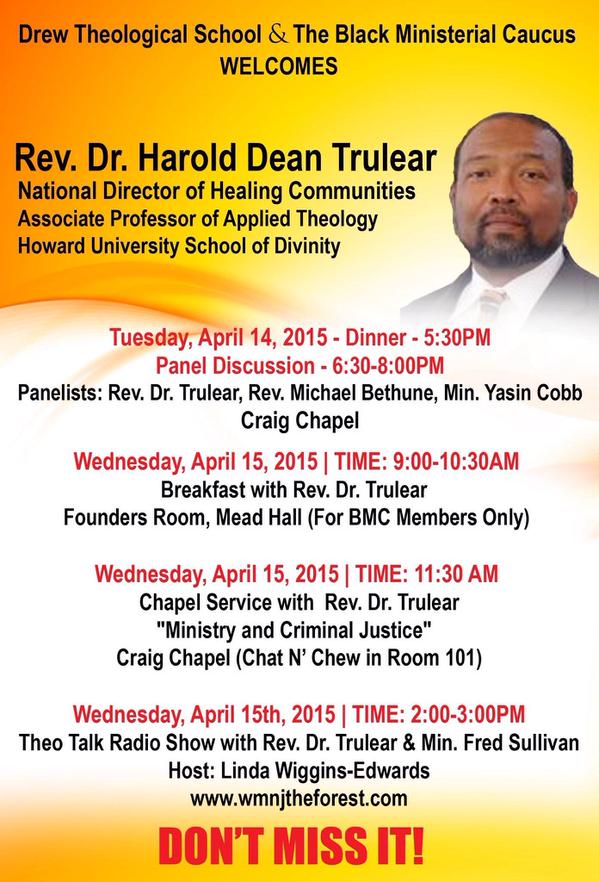 Drew Theological School & The Black Ministerial Caucus
WELCOMES
Rev. Dr. Harold Dean Trulear
National Director of Healing Communities
Associate Professor of Applied Theology
Howard University School of Divinity
Tuesday, April 14, 2015 - Dinner - 5:30PM
Panel Discussion - 6:30-8:00PM
Panelists: Rev. Dr. Trulear, Rev. Michael Bethune, Min. Yasin Cobb
Craig Chapel
Wednesday, April 15, 2015 | TIME: 9:00-10:30AM
Breakfast with Rev. Dr. Trulear
Founders Room, Mead Hall (For BMC Members Only)
Wednesday, April 15, 2015 | TIME: 11:30 AM
Chapel Service with Rev. Dr. Trulear
"Ministry and Criminal Justice"
Craig Chapel (Chat N’ Chew in Room 101)
Wednesday, April 15th, 2015 | TIME: 2:00-3:00PM
Theo Talk Radio Show with Rev. Dr. Trulear & Min. Fred Sullivan
Host: Linda Wiggins-Edwards
www.wmnjtheforest.com
DON’T MISS IT!